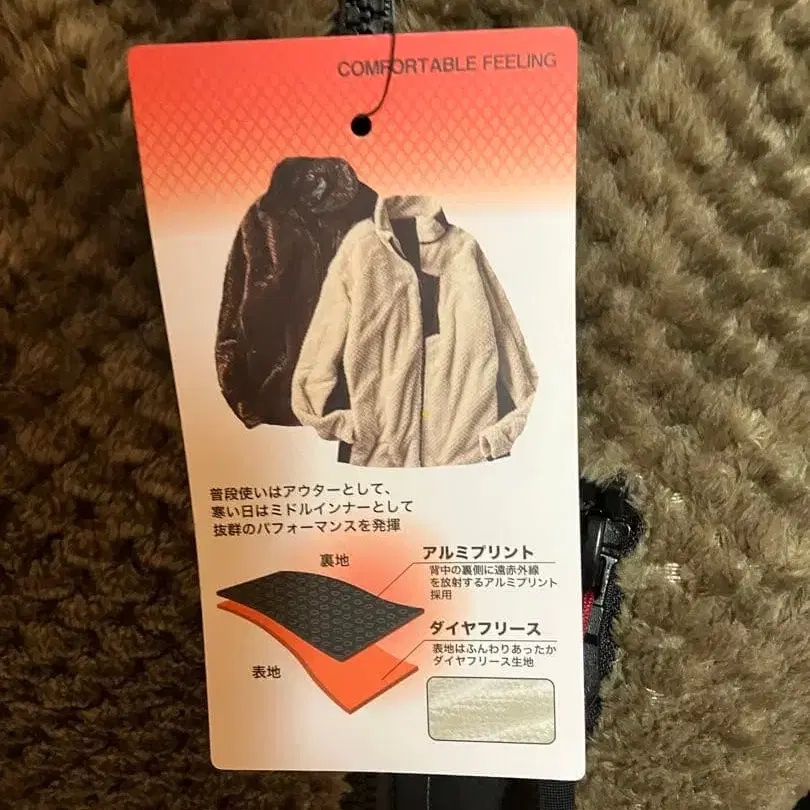 COMFORTABLE FEELING
普段使いはアウターとして、
寒い日はミドルインナーとして
抜群のパフォーマンスを発揮
裏地
アルミプリント
背中の裏側に遠赤外線
を放射するアルミプリント
採用
ダイヤフリース
表地はふんわりあったか
ダイヤフリース生地
表地